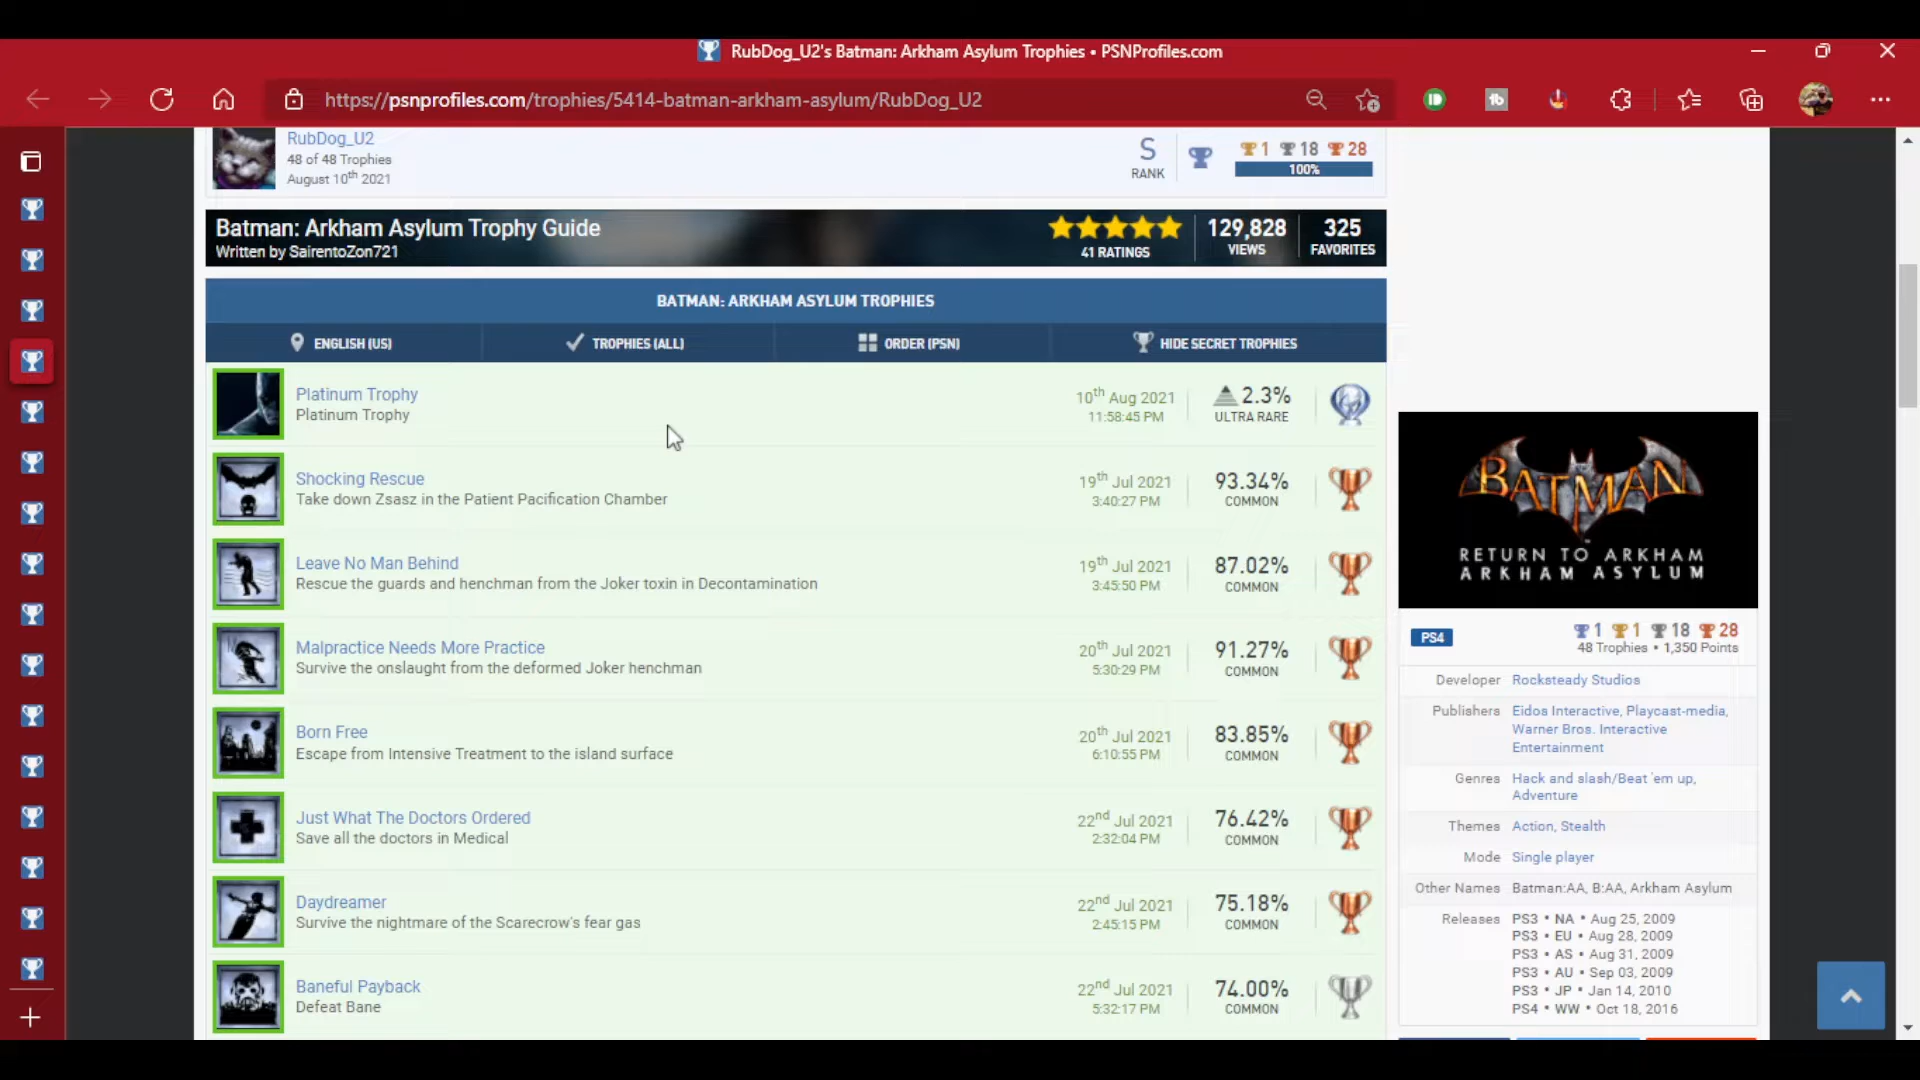 RubDog_U2's Batman: Arkham Asylum Trophies • PSNProfiles.com
https://psnprofiles.com/trophies/5414-batman-arkham-asylum/RubDog_U2
RubDog_U2
48 of 48 Trophies
August 10th 2021
S
RANK
1 18 28
100%
Batman: Arkham Asylum Trophy Guide
Written by SairentoZon721
41 RATINGS
129,828
VIEWS
325
FAVORITES
BATMAN: ARKHAM ASYLUM TROPHIES
ENGLISH (US)
TROPHIES (ALL)
ORDER (PSN)
HIDE SECRET TROPHIES
Platinum Trophy
Platinum Trophy
10th Aug 2021
11:58:45 PM
2.3%
ULTRA RARE
Shocking Rescue
Take down Zsasz in the Patient Pacification Chamber
19th Jul 2021
3:40:27 PM
93.34%
COMMON
Leave No Man Behind
Rescue the guards and henchman from the Joker toxin in Decontamination
19th Jul 2021
3:45:50 PM
87.02%
COMMON
Malpractice Needs More Practice
Survive the onslaught from the deformed Joker henchman
20th Jul 2021
5:30:29 PM
91.27%
COMMON
Born Free
Escape from Intensive Treatment to the island surface
20th Jul 2021
6:10:55 PM
83.85%
COMMON
Just What The Doctors Ordered
Save all the doctors in Medical
22nd Jul 2021
2:32:04 PM
76.42%
COMMON
Daydreamer
Survive the nightmare of the Scarecrow's fear gas
22nd Jul 2021
2:45:15 PM
75.18%
COMMON
Baneful Payback
Defeat Bane
22nd Jul 2021
5:32:17 PM
74.00%
COMMON
BATMAN
RETURN TO ARKHAM
ARKHAM ASYLUM
PS4
1 1 18 28
48 Trophies • 1,350 Points
Developer Rocksteady Studios
Publishers Eidos Interactive, Playcast-media,
Warner Bros. Interactive
Entertainment
Genres Hack and slash/Beat 'em up,
Adventure
Themes Action, Stealth
Mode Single player
Other Names Batman:AA, B:AA, Arkham Asylum
Releases PS3 • NA • Aug 25, 2009
PS3 • EU • Aug 28, 2009
PS3 • AS • Aug 31, 2009
PS3 • AU • Sep 03, 2009
PS3 • JP • Jan 14, 2010
PS4 • WW • Oct 18, 2016